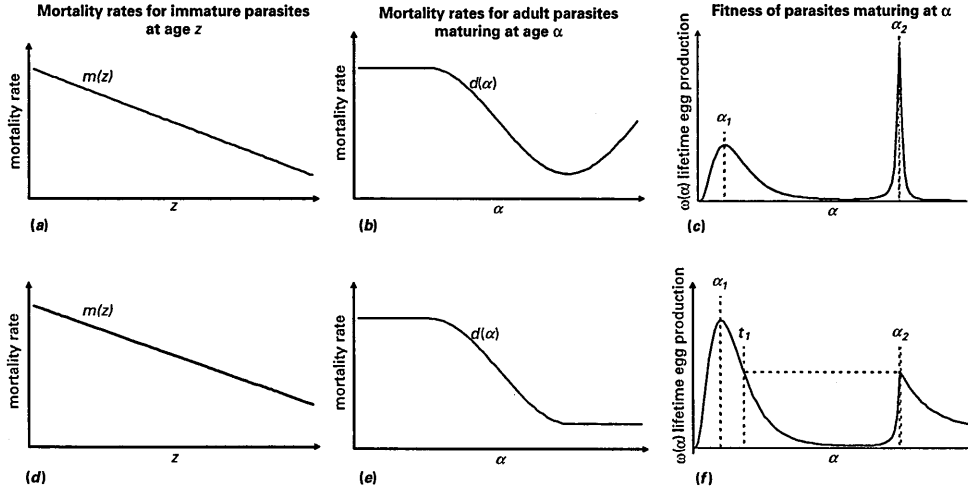 Mortality rates for immature parasites
at age z
Mortality rates for adult parasites
maturing at age α
Fitness of parasites maturing at α
mortality rate
m(z)
z
(a)
mortality rate
d(α)
α
(b)
ω(α) lifetime egg production
α1
α2
α
(c)
mortality rate
m(z)
z
(d)
mortality rate
d(α)
α
(e)
ω(α) lifetime egg production
α1
t1
α2
α
(f)